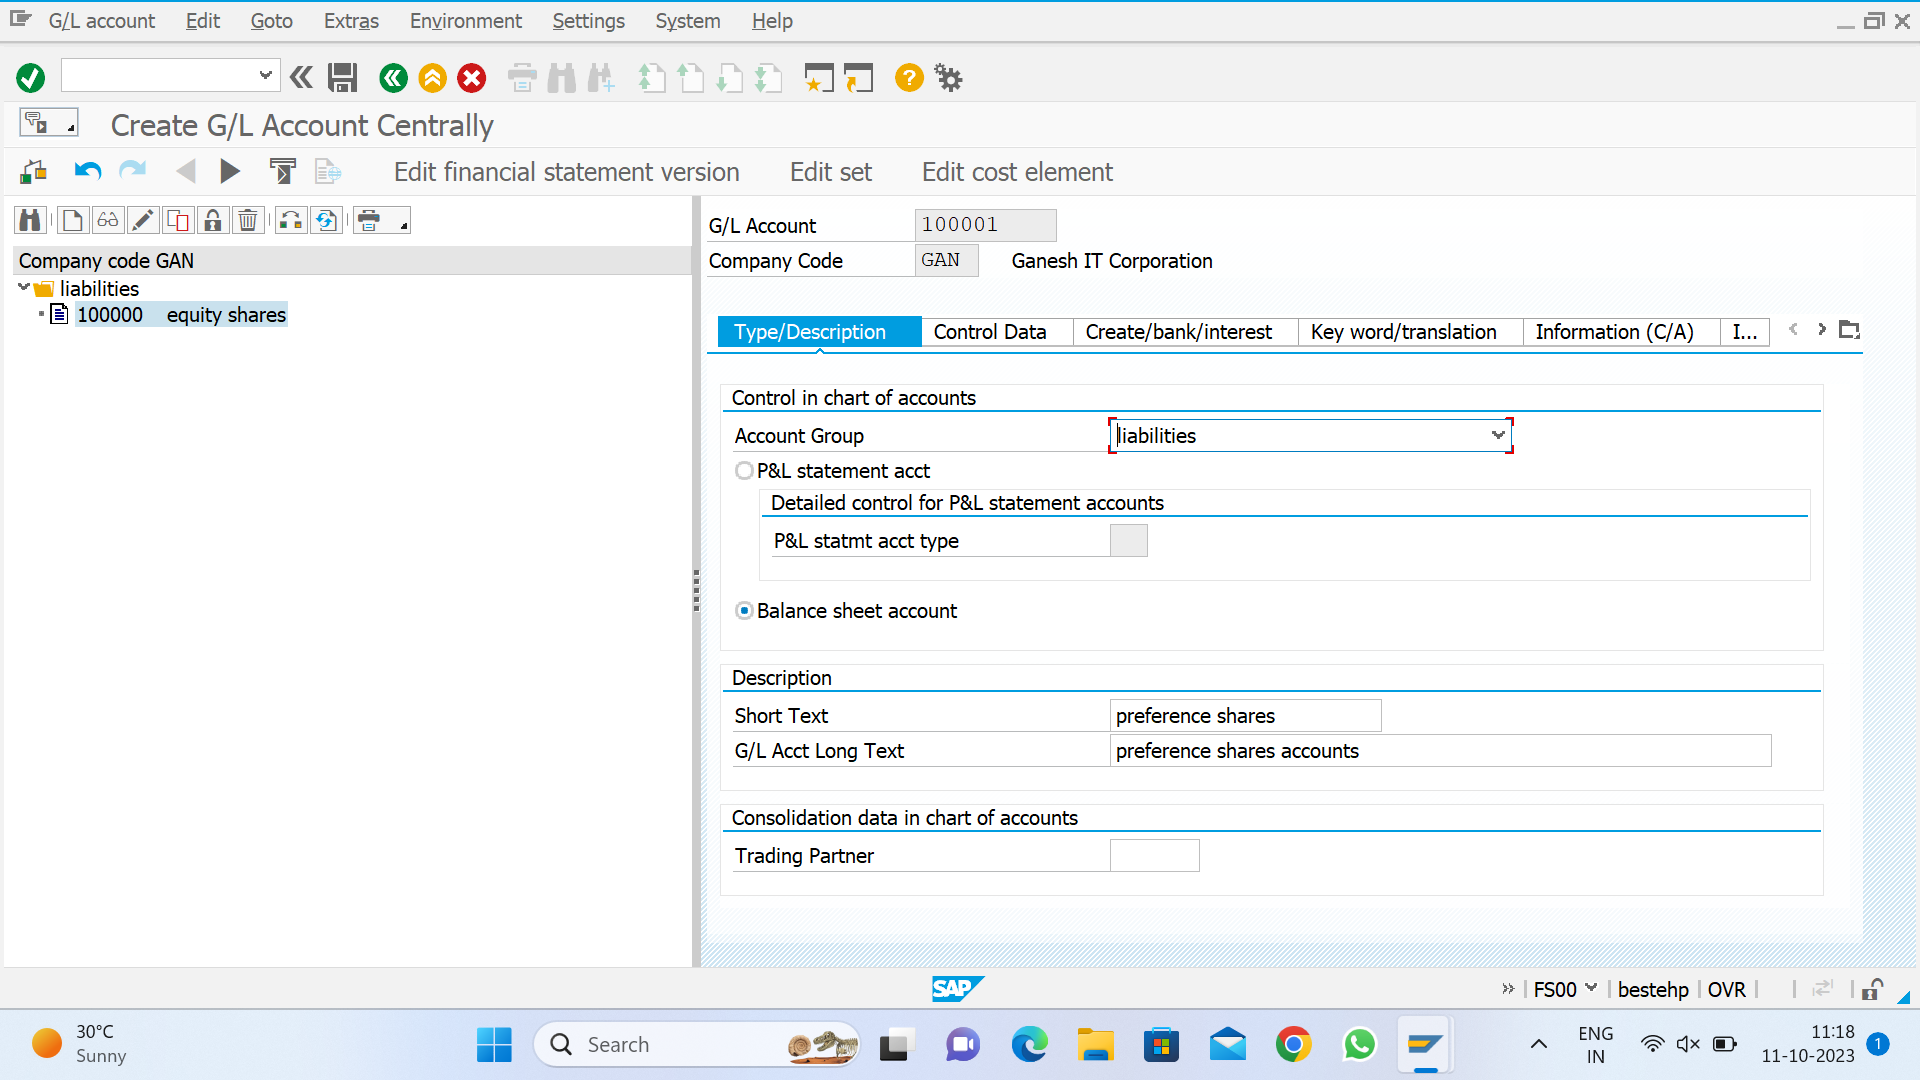 G/L account Edit Goto Extras Environment Settings System Help
Create G/L Account Centrally
Edit financial statement version Edit set Edit cost element
Company code GAN
liabilities
100000 equity shares
G/L Account 100001
Company Code GAN Ganesh IT Corporation
Type/Description Control Data Create/bank/interest Key word/translation Information (C/A) I...
Control in chart of accounts
Account Group liabilities
P&L statement acct
Detailed control for P&L statement accounts
P&L statmt acct type
Balance sheet account
Description
Short Text preference shares
G/L Acct Long Text preference shares accounts
Consolidation data in chart of accounts
Trading Partner
SAP FS00 bestehp OVR
30°C
Sunny
Search
ENG
IN
11:18
11-10-2023
1